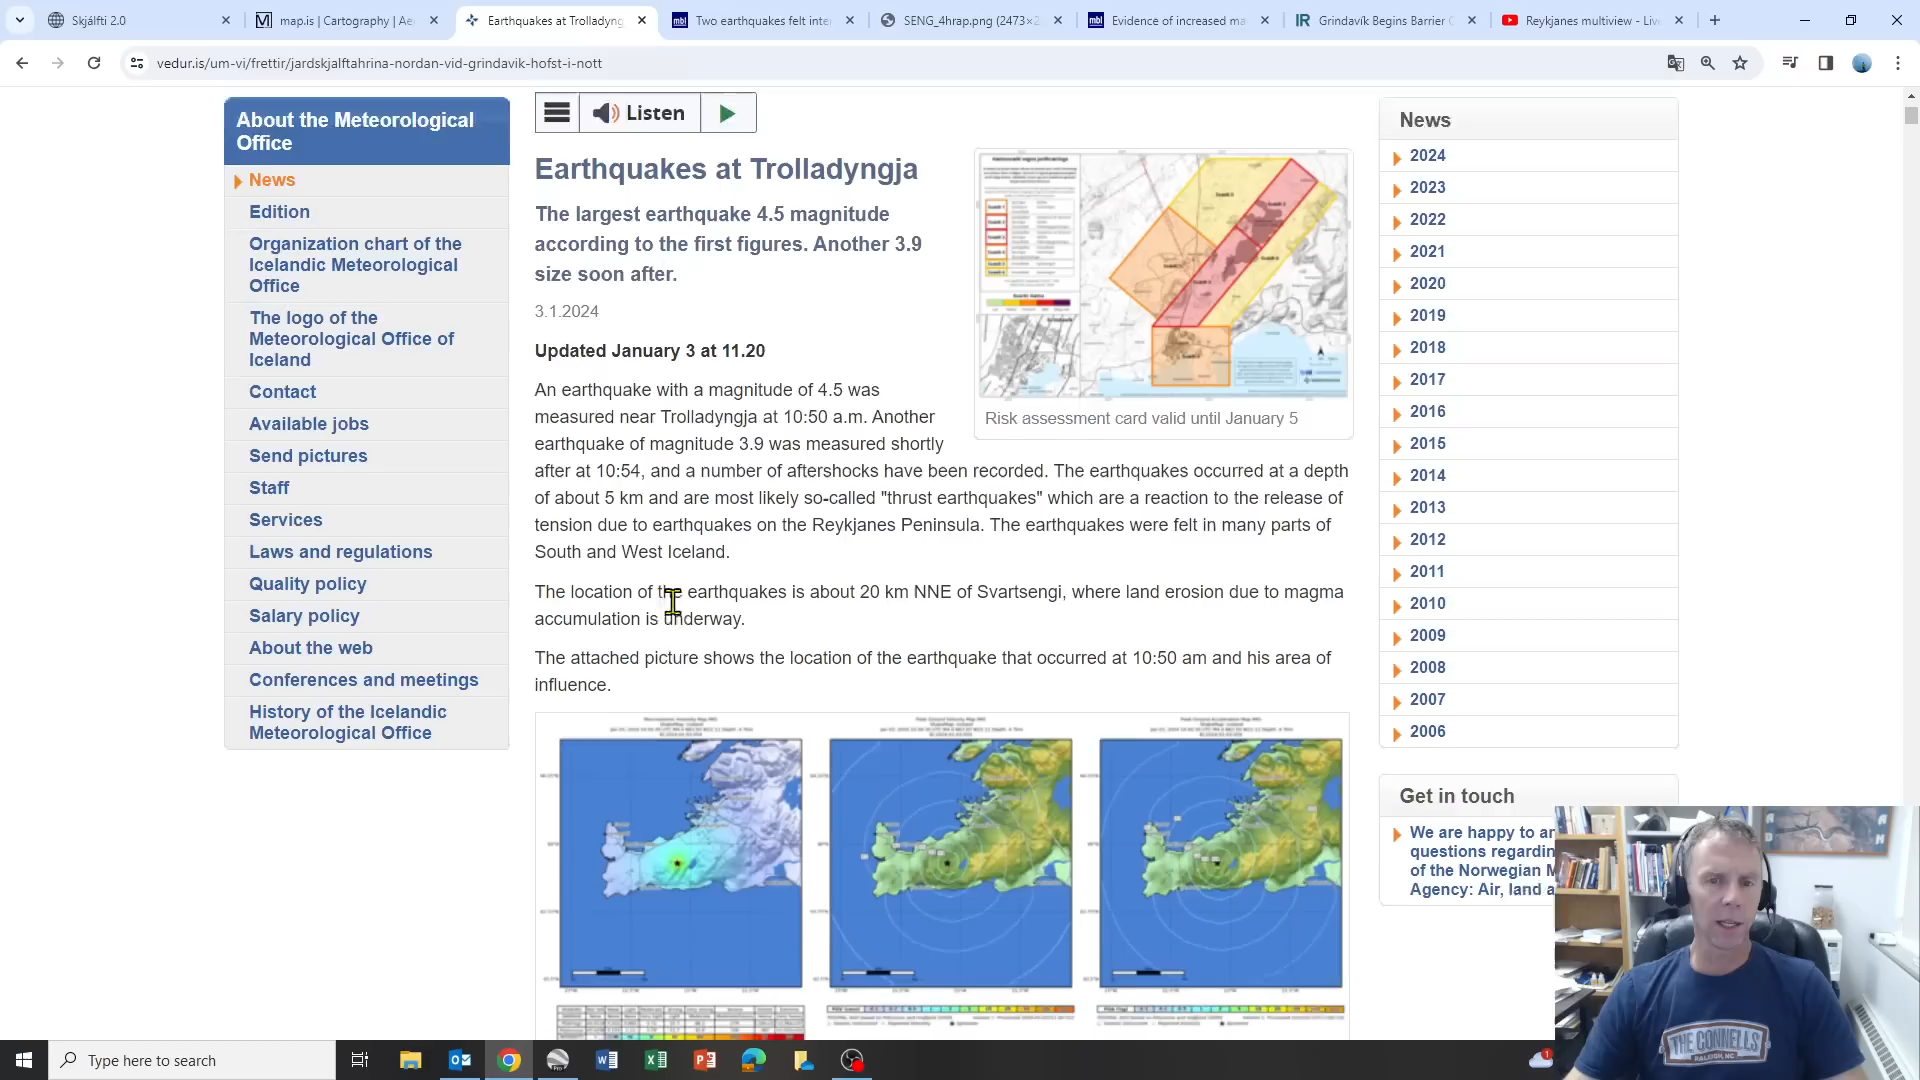 Skjálfti 2.0
map.is | Cartography | Ae
Earthquakes at Trolladyng
Two earthquakes felt inte
SENG_4hrap.png (2473×2
Evidence of increased ma
Grindavík Begins Barrier C
Reykjanes multiview - Live
vedur.is/um-vi/frettir/jardskjalftahrina-nordan-vid-grindavik-hofst-i-nott
About the Meteorological
Office
News
Edition
Organization chart of the
Icelandic Meteorological
Office
The logo of the
Meteorological Office of
Iceland
Contact
Available jobs
Send pictures
Staff
Services
Laws and regulations
Quality policy
Salary policy
About the web
Conferences and meetings
History of the Icelandic
Meteorological Office
Listen
Earthquakes at Trolladyngja
The largest earthquake 4.5 magnitude
according to the first figures. Another 3.9
size soon after.
3.1.2024
Updated January 3 at 11.20
An earthquake with a magnitude of 4.5 was
measured near Trolladyngja at 10:50 a.m. Another
earthquake of magnitude 3.9 was measured shortly
after at 10:54, and a number of aftershocks have been recorded. The earthquakes occurred at a depth
of about 5 km and are most likely so-called "thrust earthquakes" which are a reaction to the release of
tension due to earthquakes on the Reykjanes Peninsula. The earthquakes were felt in many parts of
South and West Iceland.
The location of the earthquakes is about 20 km NNE of Svartsengi, where land erosion due to magma
accumulation is underway.
The attached picture shows the location of the earthquake that occurred at 10:50 am and his area of
influence.
Risk assessment card valid until January 5
News
2024
2023
2022
2021
2020
2019
2018
2017
2016
2015
2014
2013
2012
2011
2010
2009
2008
2007
2006
Get in touch
We are happy to an
questions regardin
of the Norwegian M
Agency: Air, land a
THE CONNELLS
RALEIGH, NC
Type here to search